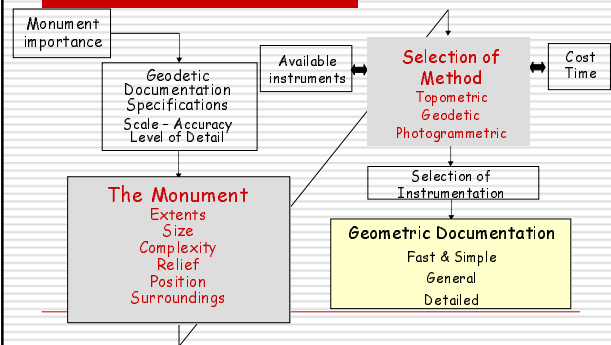 Monument
importance
Geodetic
Documentation
Specifications
Scale – Accuracy
Level of Detail
The Monument
Extents
Size
Complexity
Relief
Position
Surroundings
Available
instruments
Selection of
Method
Topometric
Geodetic
Photogrammetric
Cost
Time
Selection of
Instrumentation
Geometric Documentation
Fast & Simple
General
Detailed